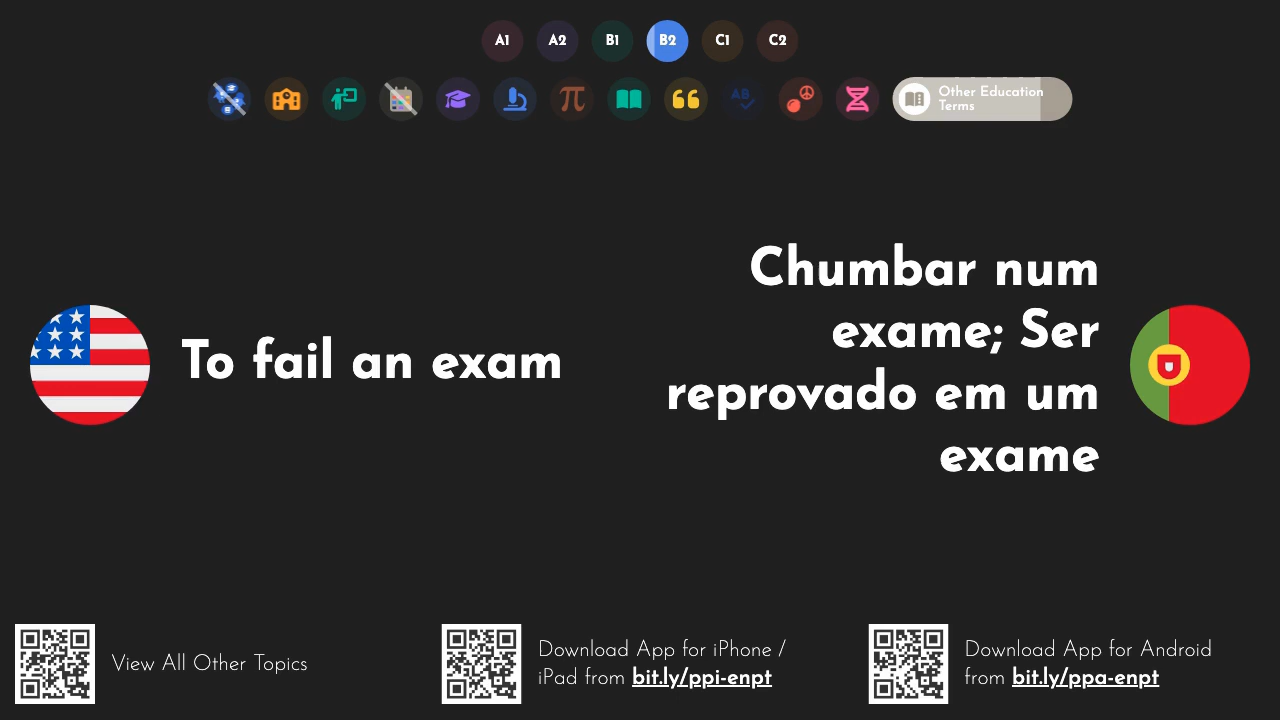 A1 A2 B1 B2 C1 C2
AB
Other Education
Terms
To fail an exam
Chumbar num
exame; Ser
reprovado em um
exame
View All Other Topics
Download App for iPhone /
iPad from bit.ly/ppi-enpt
Download App for Android
from bit.ly/ppa-enpt